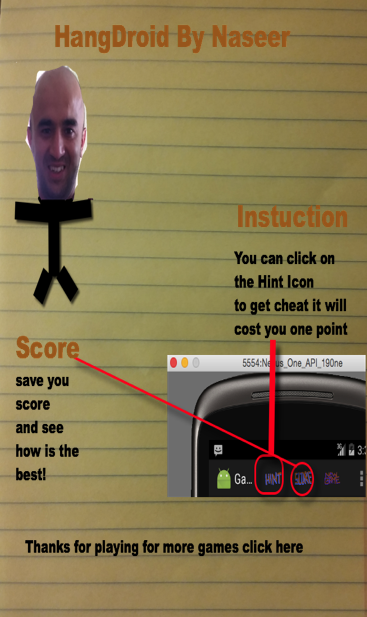 HangDroid By Naseer
Instuction
You can click on
the Hint Icon
to get cheat it will
cost you one point
Score
save you
score
and see
how is the
best!
5554:Nexus_One_API_190ne
3:3
Ga...
HINT
SCORE
Thanks for playing for more games click here